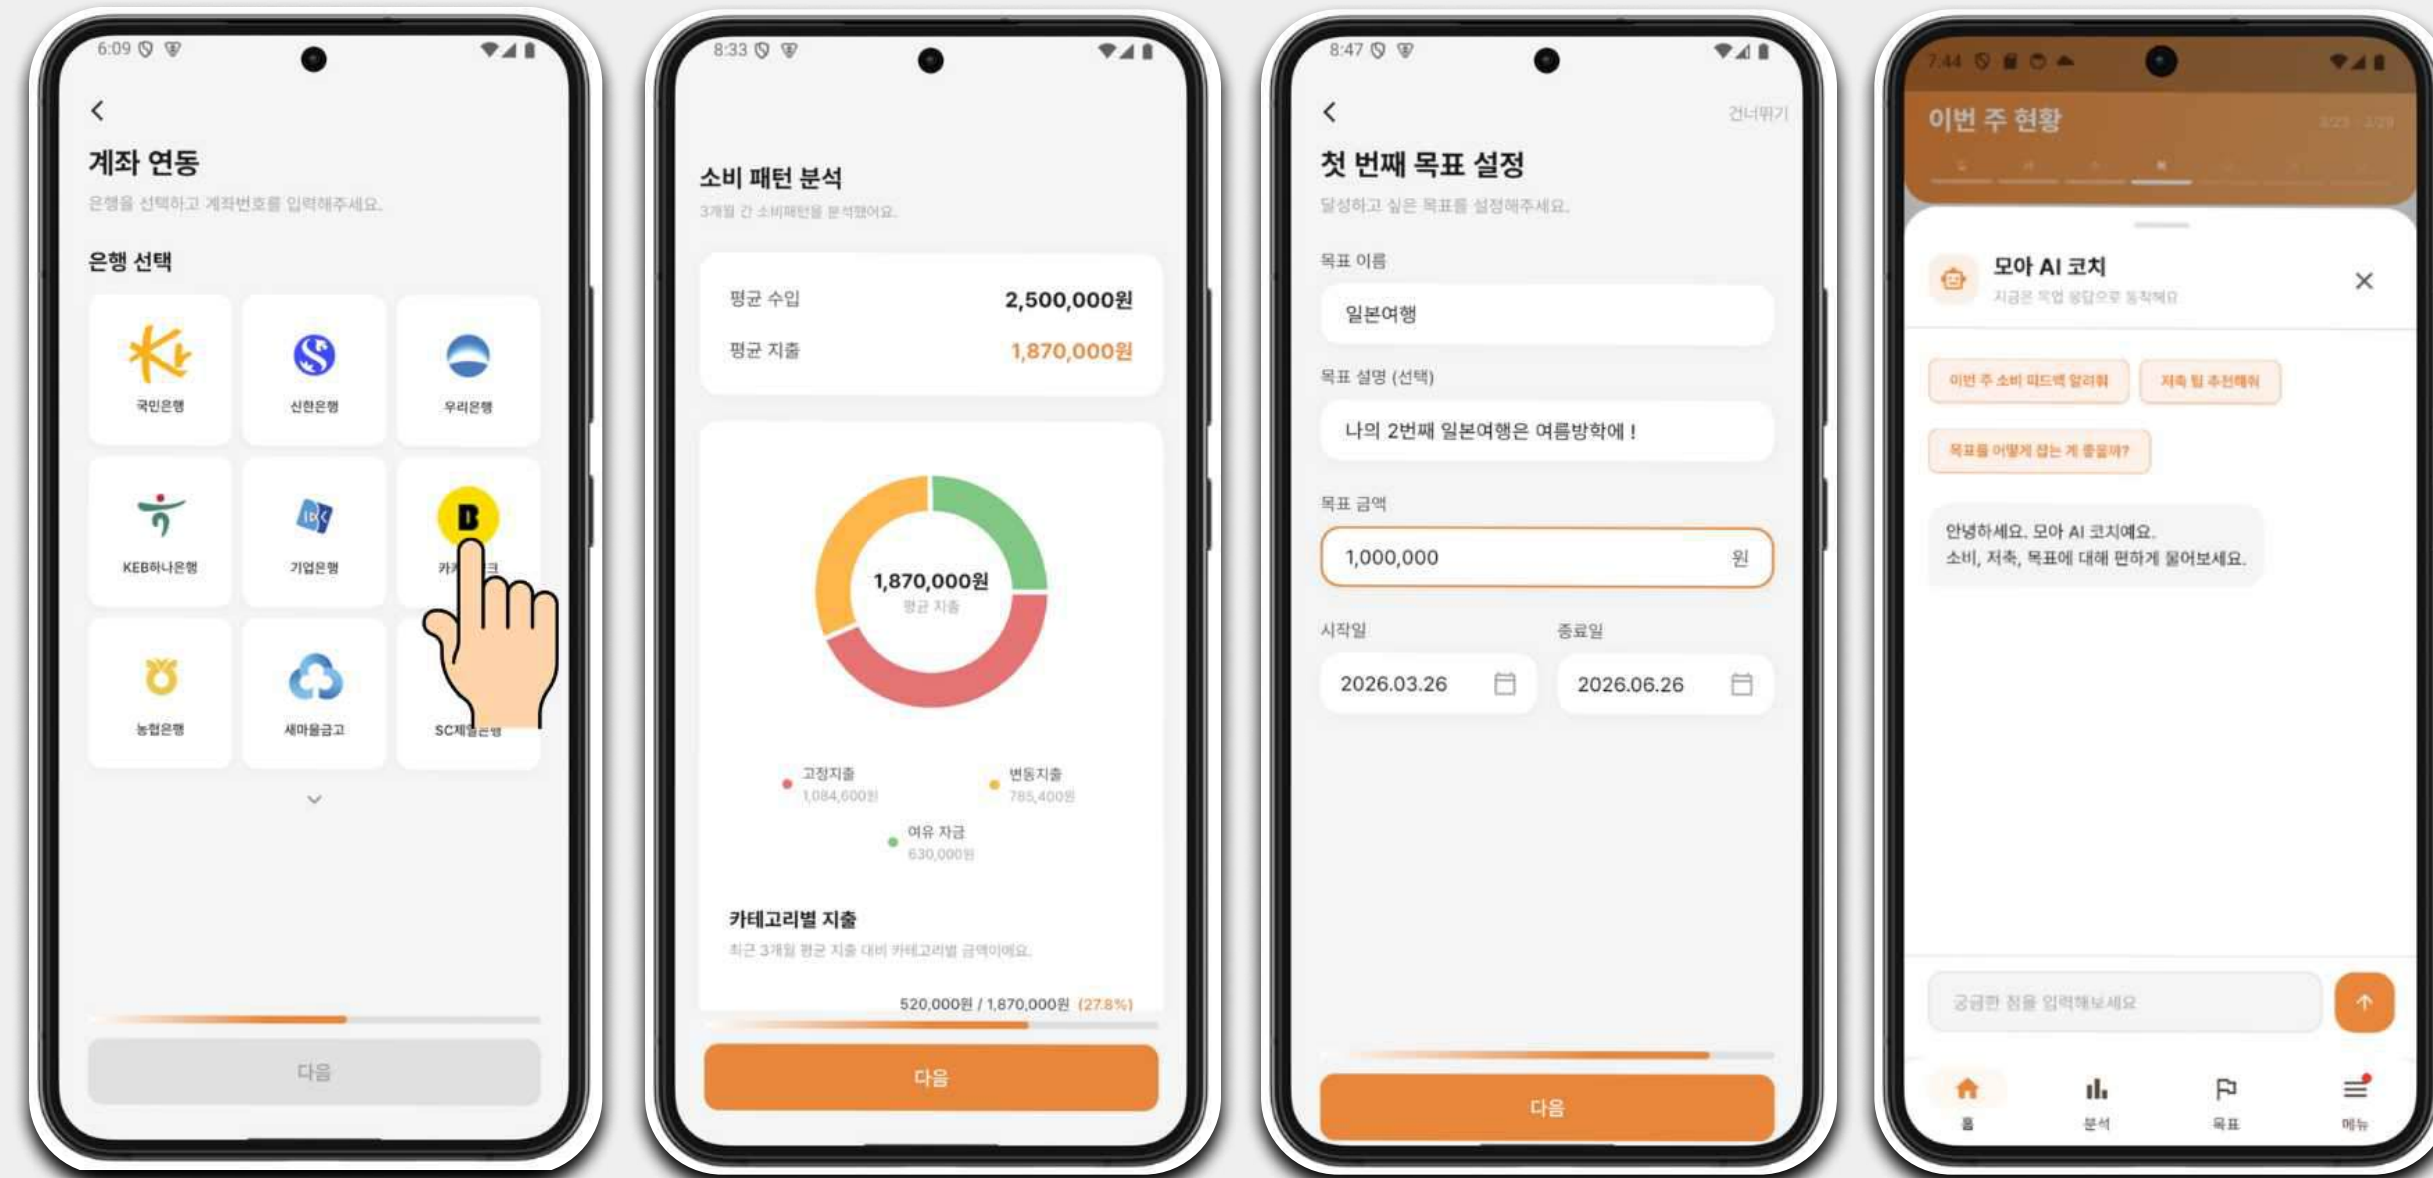 6:09
계좌 연동
은행을 선택하고 계좌번호를 입력해주세요.
은행 선택
국민은행
신한은행
우리은행
KEB하나은행
IBK
기업은행
B
농협은행
새마을금고
다음
8:33
소비 패턴 분석
3개월 간 소비패턴을 분석했어요.
평균 수입 2,500,000원
평균 지출 1,870,000원
1,870,000원
평균 지출
고정지출
1,084,600원
변동지출
785,400원
여유 자금
630,000원
카테고리별 지출
최근 3개월 평균 지출 대비 카테고리별 금액이에요.
520,000원 / 1,870,000원 (27.8%)
다음
8:47
건너뛰기
첫 번째 목표 설정
달성하고 싶은 목표를 설정해주세요.
목표 이름
일본여행
목표 설명 (선택)
나의 2번째 일본여행은 여름방학에 !
목표 금액
1,000,000 원
시작일 종료일
2026.03.26 2026.06.26
다음
7:44
이번 주 현황
모아 AI 코치
지금은 목업 응답으로 동작해요
이번 주 소비 피드백 알려줘
저축 팁 추천해줘
목표를 어떻게 잡는 게 좋을까?
안녕하세요. 모아 AI 코치예요.
소비, 저축, 목표에 대해 편하게 물어보세요.
궁금한 점을 입력해보세요
홈 분석 목표 메뉴